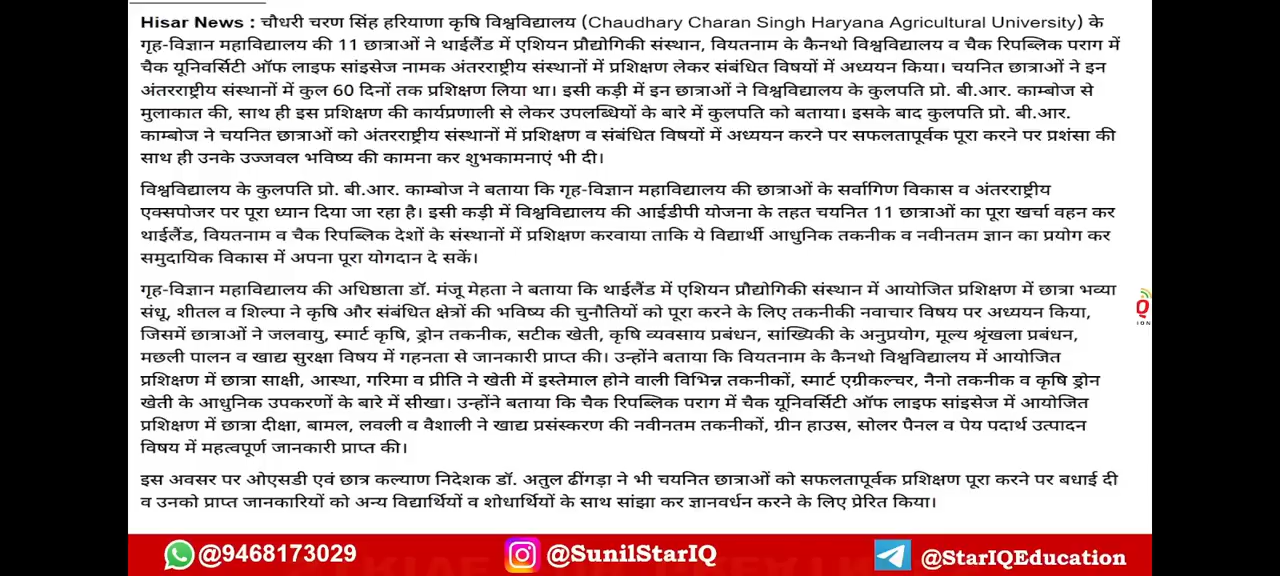 Hisar News : चौधरी चरण सिंह हरियाणा कृषि विश्वविद्यालय (Chaudhary Charan Singh Haryana Agricultural University) के
गृह-विज्ञान महाविद्यालय की 11 छात्राओं ने थाईलैंड में एशियन प्रौद्योगिकी संस्थान, वियतनाम के कैनथो विश्वविद्यालय व चैक रिपब्लिक पराग में
चैक यूनिवर्सिटी ऑफ लाइफ सांइसेज नामक अंतरराष्ट्रीय संस्थानों में प्रशिक्षण लेकर संबंधित विषयों में अध्ययन किया। चयनित छात्राओं ने इन
अंतरराष्ट्रीय संस्थानों में कुल 60 दिनों तक प्रशिक्षण लिया था। इसी कड़ी में इन छात्राओं ने विश्वविद्यालय के कुलपति प्रो. बी.आर. काम्बोज से
मुलाकात की, साथ ही इस प्रशिक्षण की कार्यप्रणाली से लेकर उपलब्धियों के बारे में कुलपति को बताया। इसके बाद कुलपति प्रो. बी.आर.
काम्बोज ने चयनित छात्राओं को अंतरराष्ट्रीय संस्थानों में प्रशिक्षण व संबंधित विषयों में अध्ययन करने पर सफलतापूर्वक पूरा करने पर प्रशंसा की
साथ ही उनके उज्जवल भविष्य की कामना कर शुभकामनाएं भी दी।
विश्वविद्यालय के कुलपति प्रो. बी.आर. काम्बोज ने बताया कि गृह-विज्ञान महाविद्यालय की छात्राओं के सर्वागिण विकास व अंतरराष्ट्रीय
एक्सपोजर पर पूरा ध्यान दिया जा रहा है। इसी कड़ी में विश्वविद्यालय की आईडीपी योजना के तहत चयनित 11 छात्राओं का पूरा खर्चा वहन कर
थाईलैंड, वियतनाम व चैक रिपब्लिक देशों के संस्थानों में प्रशिक्षण करवाया ताकि ये विद्यार्थी आधुनिक तकनीक व नवीनतम ज्ञान का प्रयोग कर
समुदायिक विकास में अपना पूरा योगदान दे सकें।
गृह-विज्ञान महाविद्यालय की अधिष्ठाता डॉ. मंजू मेहता ने बताया कि थाईलैंड में एशियन प्रौद्योगिकी संस्थान में आयोजित प्रशिक्षण में छात्रा भव्या
संधू, शीतल व शिल्पा ने कृषि और संबंधित क्षेत्रों की भविष्य की चुनौतियों को पूरा करने के लिए तकनीकी नवाचार विषय पर अध्ययन किया,
जिसमें छात्राओं ने जलवायु, स्मार्ट कृषि, ड्रोन तकनीक, सटीक खेती, कृषि व्यवसाय प्रबंधन, सांख्यिकी के अनुप्रयोग, मूल्य श्रृंखला प्रबंधन,
मछली पालन व खाद्य सुरक्षा विषय में गहनता से जानकारी प्राप्त की। उन्होंने बताया कि वियतनाम के कैनथो विश्वविद्यालय में आयोजित
प्रशिक्षण में छात्रा साक्षी, आस्था, गरिमा व प्रीति ने खेती में इस्तेमाल होने वाली विभिन्न तकनीकों, स्मार्ट एग्रीकल्चर, नैनो तकनीक व कृषि ड्रोन
खेती के आधुनिक उपकरणों के बारे में सीखा। उन्होंने बताया कि चैक रिपब्लिक पराग में चैक यूनिवर्सिटी ऑफ लाइफ सांइसेज में आयोजित
प्रशिक्षण में छात्रा दीक्षा, बामल, लवली व वैशाली ने खाद्य प्रसंस्करण की नवीनतम तकनीकों, ग्रीन हाउस, सोलर पैनल व पेय पदार्थ उत्पादन
विषय में महत्वपूर्ण जानकारी प्राप्त की।
इस अवसर पर ओएसडी एवं छात्र कल्याण निदेशक डॉ. अतुल ढींगड़ा ने भी चयनित छात्राओं को सफलतापूर्वक प्रशिक्षण पूरा करने पर बधाई दी
व उनको प्राप्त जानकारियों को अन्य विद्यार्थियों व शोधार्थियों के साथ सांझा कर ज्ञानवर्धन करने के लिए प्रेरित किया।
@9468173029 @SunilStarIQ @StarIQEducation